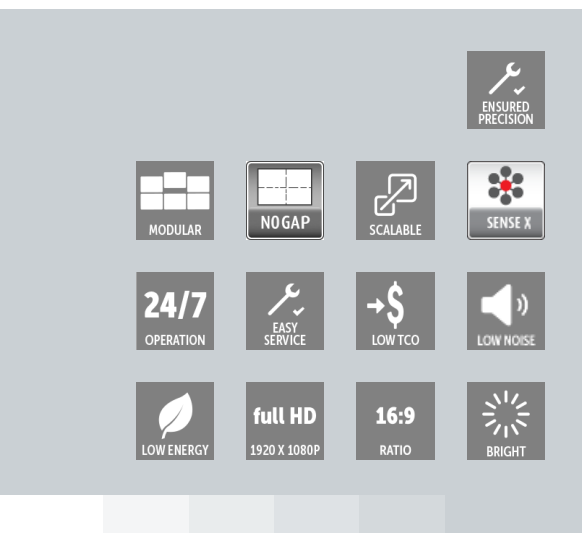 ENSURED
PRECISION
MODULAR
NO GAP
SCALABLE
SENSE X
24/7
OPERATION
EASY
SERVICE
$
LOW TCO
LOW NOISE
LOW ENERGY
full HD
1920 X 1080P
16:9
RATIO
BRIGHT